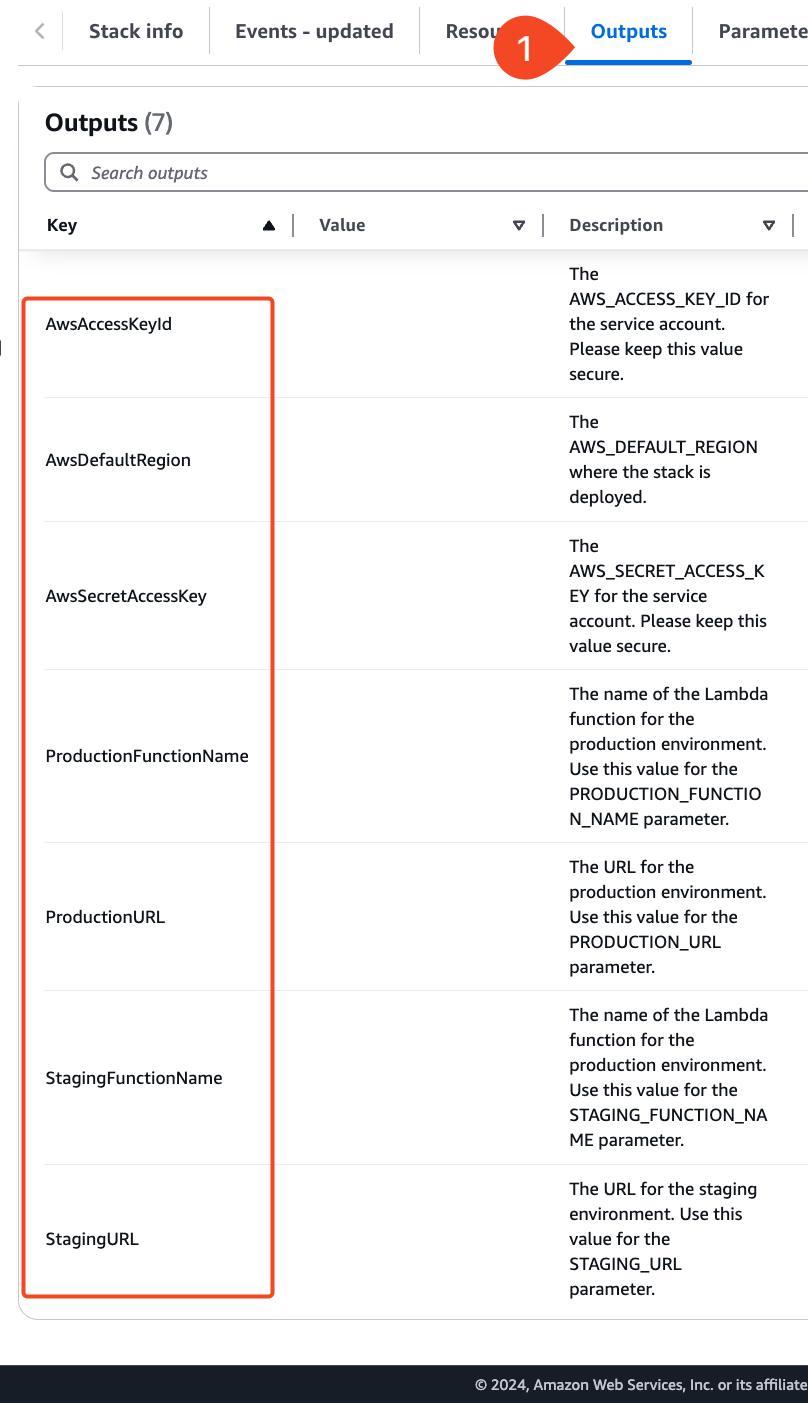 Stack info
Events - updated
Resou
1
Outputs
Paramete
Outputs (7)
Search outputs
Key
Value
Description
AwsAccessKeyId
The
AWS_ACCESS_KEY_ID for
the service account.
Please keep this value
secure.
AwsDefaultRegion
The
AWS_DEFAULT_REGION
where the stack is
deployed.
AwsSecretAccessKey
The
AWS_SECRET_ACCESS_K
EY for the service
account. Please keep this
value secure.
ProductionFunctionName
The name of the Lambda
function for the
production environment.
Use this value for the
PRODUCTION_FUNCTIO
N_NAME parameter.
ProductionURL
The URL for the
production environment.
Use this value for the
PRODUCTION_URL
parameter.
StagingFunctionName
The name of the Lambda
function for the
production environment.
Use this value for the
STAGING_FUNCTION_NA
ME parameter.
StagingURL
The URL for the staging
environment. Use this
value for the
STAGING_URL
parameter.
© 2024, Amazon Web Services, Inc. or its affiliate